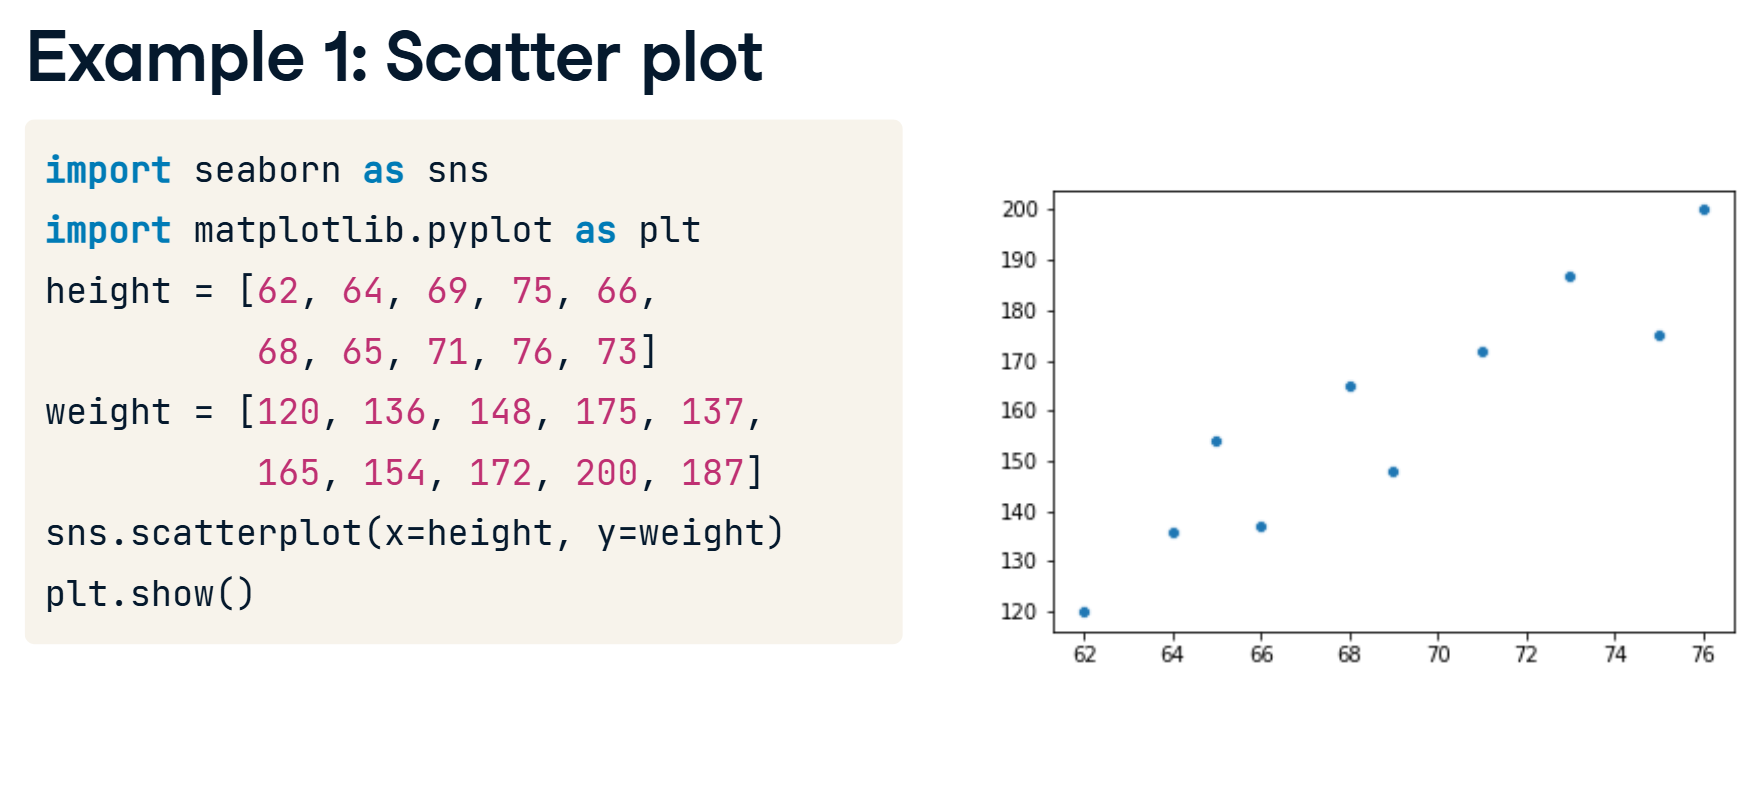 Example 1: Scatter plot
import seaborn as sns
import matplotlib.pyplot as plt
height = [62, 64, 69, 75, 66,
          68, 65, 71, 76, 73]
weight = [120, 136, 148, 175, 137,
          165, 154, 172, 200, 187]
sns.scatterplot(x=height, y=weight)
plt.show()
200
190
180
170
160
150
140
130
120
62 64 66 68 70 72 74 76